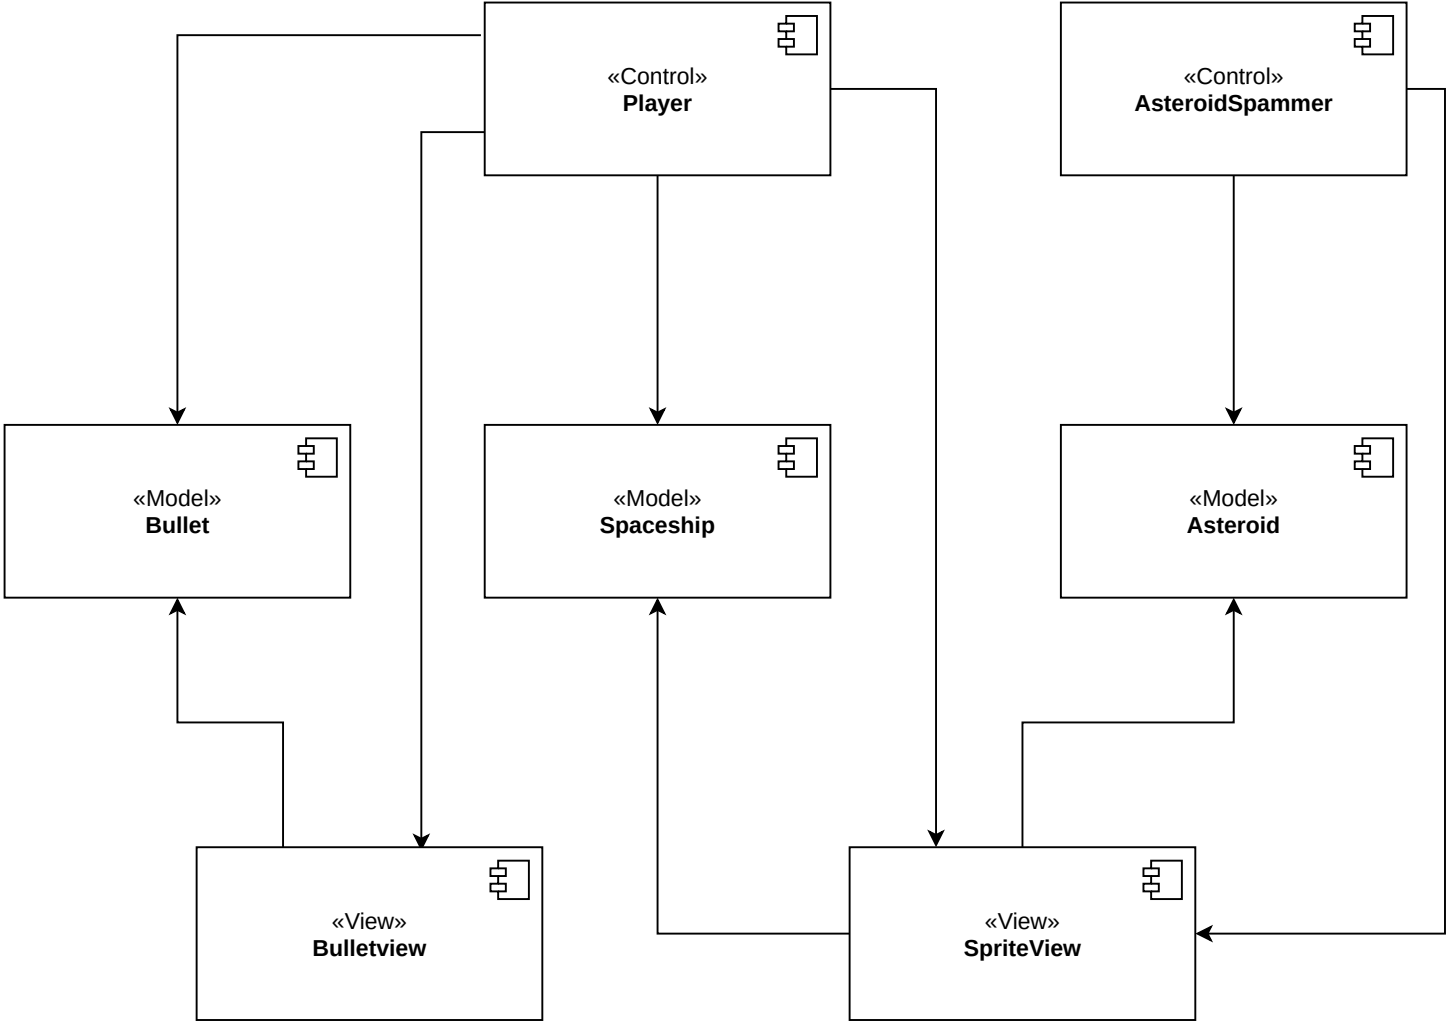 «Control»
Player
«Control»
AsteroidSpammer
«Model»
Bullet
«Model»
Spaceship
«Model»
Asteroid
«View»
Bulletview
«View»
SpriteView